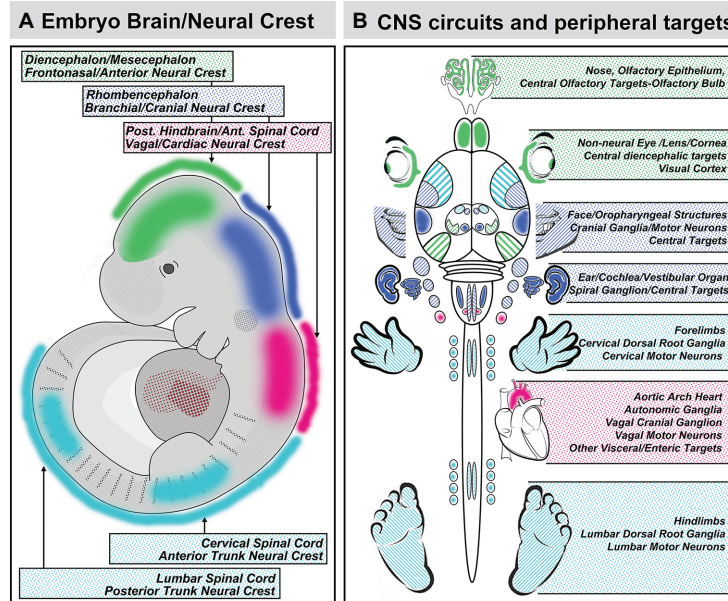 A Embryo Brain/Neural Crest
Diencephalon/Mesecephalon
Frontonasal/Anterior Neural Crest
Rhombencephalon
Branchial/Cranial Neural Crest
Post. Hindbrain/Ant. Spinal Cord
Vagal/Cardiac Neural Crest
Cervical Spinal Cord
Anterior Trunk Neural Crest
Lumbar Spinal Cord
Posterior Trunk Neural Crest
B CNS circuits and peripheral targets
Nose, Olfactory Epithelium,
Central Olfactory Targets-Olfactory Bulb
Non-neural Eye /Lens/Cornea
Central diencephalic targets
Visual Cortex
Face/Oropharyngeal Structures
Cranial Ganglia/Motor Neurons
Central Targets
Ear/Cochlea/Vestibular Organ
Spiral Ganglion/Central Targets
Forelimbs
Cervical Dorsal Root Ganglia
Cervical Motor Neurons
Aortic Arch Heart
Autonomic Ganglia
Vagal Cranial Ganglion
Vagal Motor Neurons
Other Visceral/Enteric Targets
Hindlimbs
Lumbar Dorsal Root Ganglia
Lumbar Motor Neurons